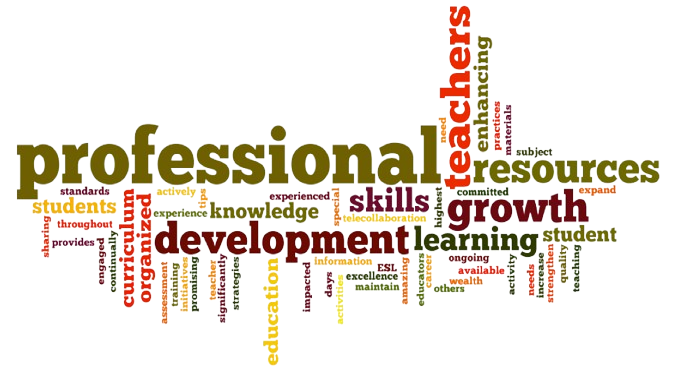 professional
teachers
enhancing
need
practices
materials
subject
resources
standards
students
throughout
sharing
provides
engaged
continually
curriculum
organized
actively
tips
experience
knowledge
experienced
special
skills
telecollaboration
highest
committed
growth
expand
development
learning
student
assessment
training
initiatives
promising
teacher
significantly
strategies
education
impacted
information
days
activities
ESL
excellence
maintain
amazing
educators
career
others
ongoing
available
wealth
activity
needs
increase
strengthen
quality
teaching